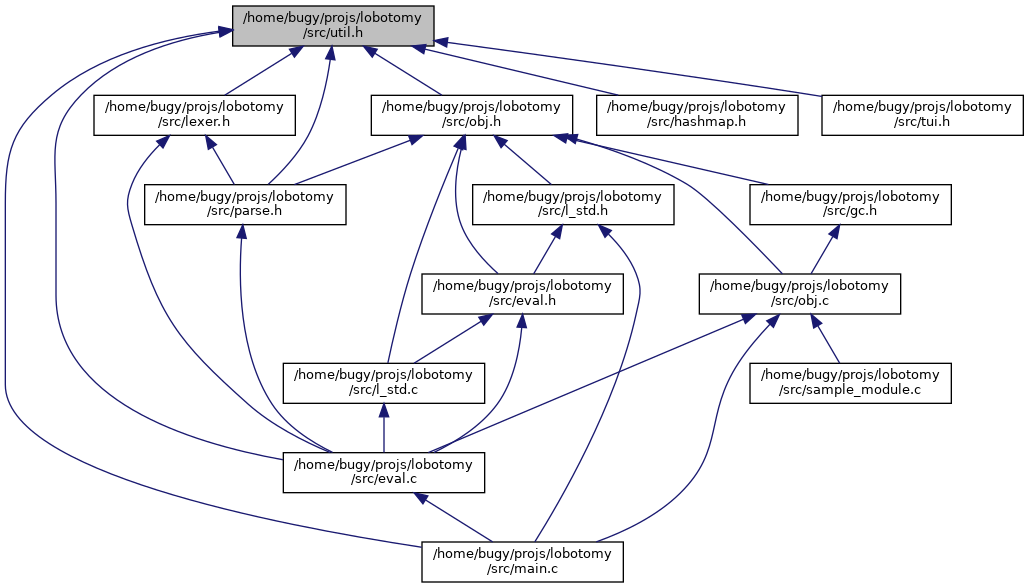 /home/bugy/projs/lobotomy
/src/util.h
/home/bugy/projs/lobotomy
/src/lexer.h
/home/bugy/projs/lobotomy
/src/obj.h
/home/bugy/projs/lobotomy
/src/hashmap.h
/home/bugy/projs/lobotomy
/src/tui.h
/home/bugy/projs/lobotomy
/src/parse.h
/home/bugy/projs/lobotomy
/src/l_std.h
/home/bugy/projs/lobotomy
/src/gc.h
/home/bugy/projs/lobotomy
/src/eval.h
/home/bugy/projs/lobotomy
/src/obj.c
/home/bugy/projs/lobotomy
/src/l_std.c
/home/bugy/projs/lobotomy
/src/sample_module.c
/home/bugy/projs/lobotomy
/src/eval.c
/home/bugy/projs/lobotomy
/src/main.c